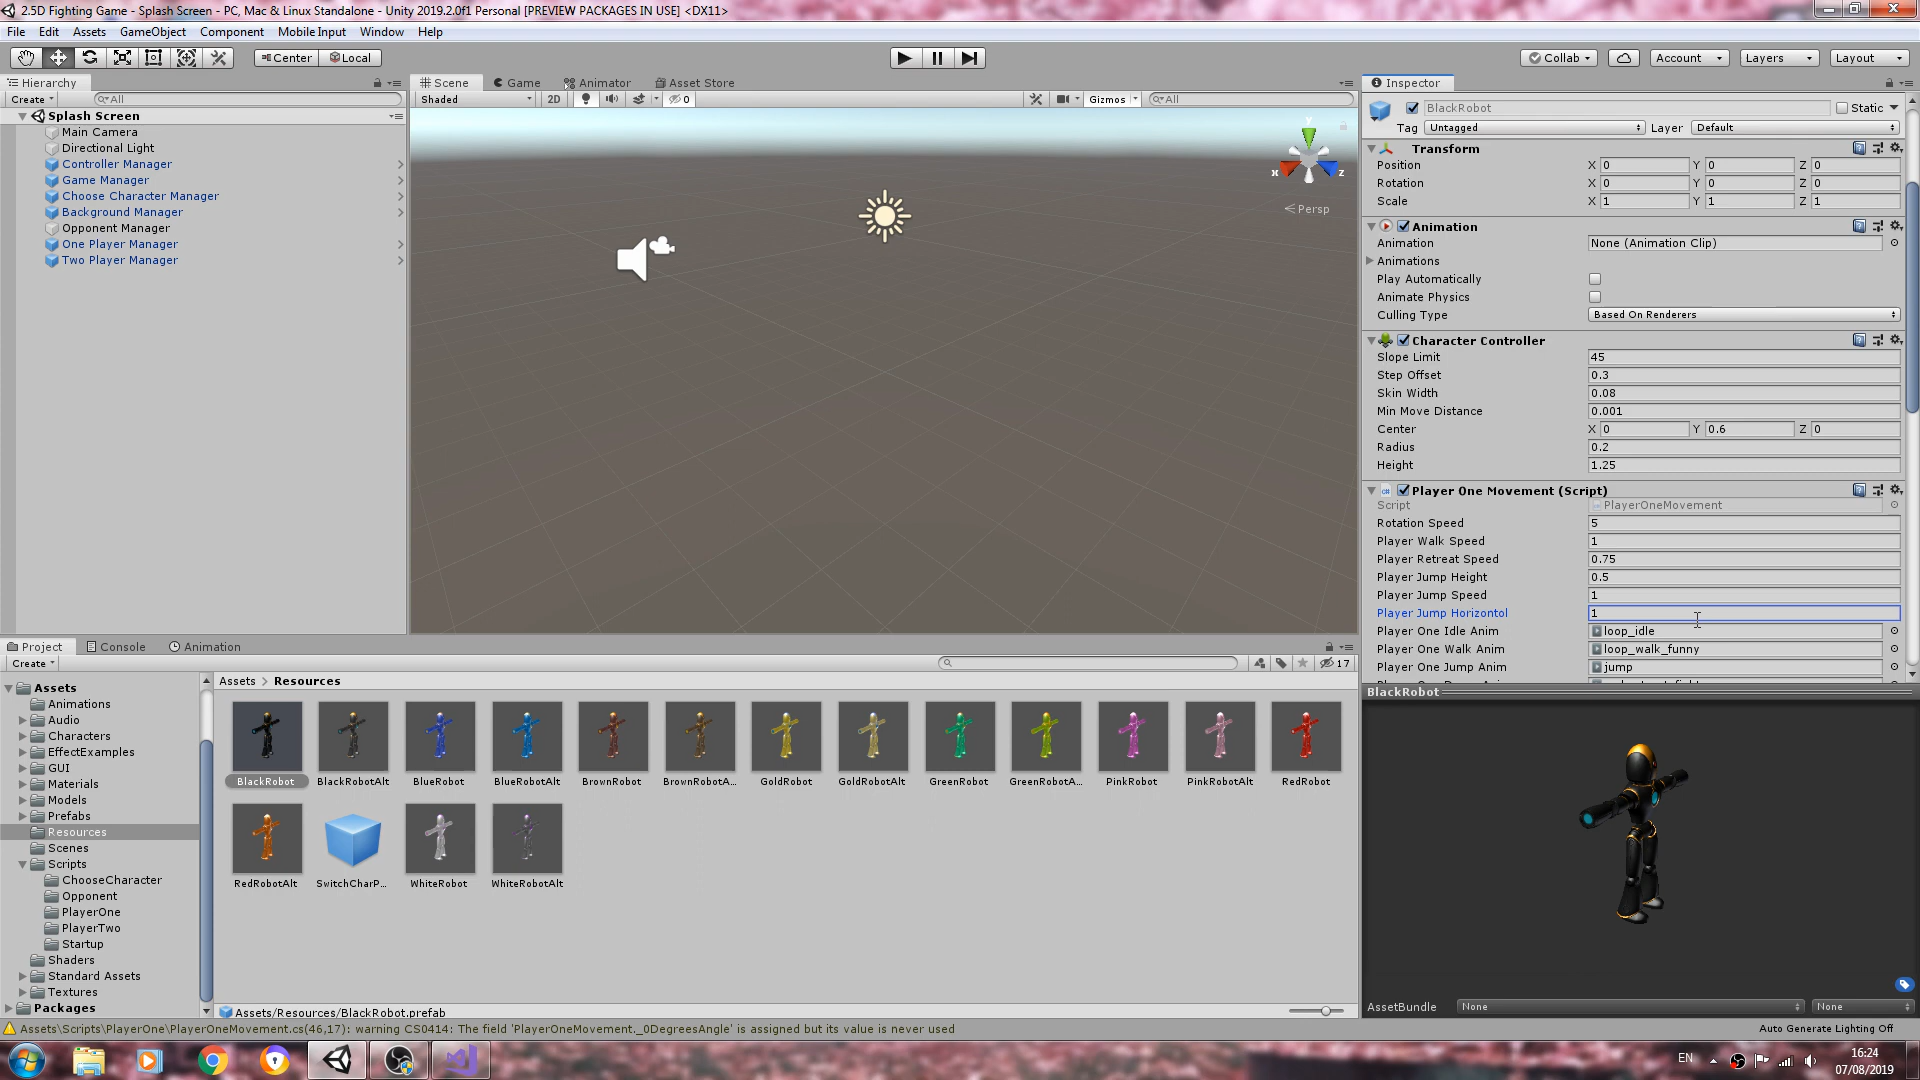 2.5D Fighting Game - Splash Screen - PC, Mac & Linux Standalone - Unity 2019.2.0f1 Personal [PREVIEW PACKAGES IN USE] <DX11>
File Edit Assets GameObject Component Mobile Input Window Help
Center Local Collab Account Layers Layout
Hierarchy
Create All
Splash Screen
Main Camera
Directional Light
Controller Manager
Game Manager
Choose Character Manager
Background Manager
Opponent Manager
One Player Manager
Two Player Manager
Scene Game Animator Asset Store
Shaded 2D 0 Gizmos All
y
x z
Persp
Inspector
BlackRobot Static
Tag Untagged Layer Default
Transform
Position X 0 Y 0 Z 0
Rotation X 0 Y 0 Z 0
Scale X 1 Y 1 Z 1
Animation
Animation None (Animation Clip)
Animations
Play Automatically
Animate Physics
Culling Type Based On Renderers
Character Controller
Slope Limit 45
Step Offset 0.3
Skin Width 0.08
Min Move Distance 0.001
Center X 0 Y 0.6 Z 0
Radius 0.2
Height 1.25
Player One Movement (Script)
Script PlayerOneMovement
Rotation Speed 5
Player Walk Speed 1
Player Retreat Speed 0.75
Player Jump Height 0.5
Player Jump Speed 1
Player Jump Horizontol 1
Player One Idle Anim loop_idle
Player One Walk Anim loop_walk_funny
Player One Jump Anim jump
BlackRobot
AssetBundle None None
Project Console Animation
Create 17
Assets
Animations
Audio
Characters
EffectExamples
GUI
Materials
Models
Prefabs
Resources
Scenes
Scripts
ChooseCharacter
Opponent
PlayerOne
PlayerTwo
Startup
Shaders
Standard Assets
Textures
Packages
Assets > Resources
BlackRobot BlackRobotAlt BlueRobot BlueRobotAlt BrownRobot BrownRobotA... GoldRobot GoldRobotAlt GreenRobot GreenRobotA... PinkRobot PinkRobotAlt RedRobot
RedRobotAlt SwitchCharP... WhiteRobot WhiteRobotAlt
Assets/Resources/BlackRobot.prefab
Assets\Scripts\PlayerOne\PlayerOneMovement.cs(46,17): warning CS0414: The field 'PlayerOneMovement._0DegreesAngle' is assigned but its value is never used
Auto Generate Lighting Off
EN
16:24
07/08/2019